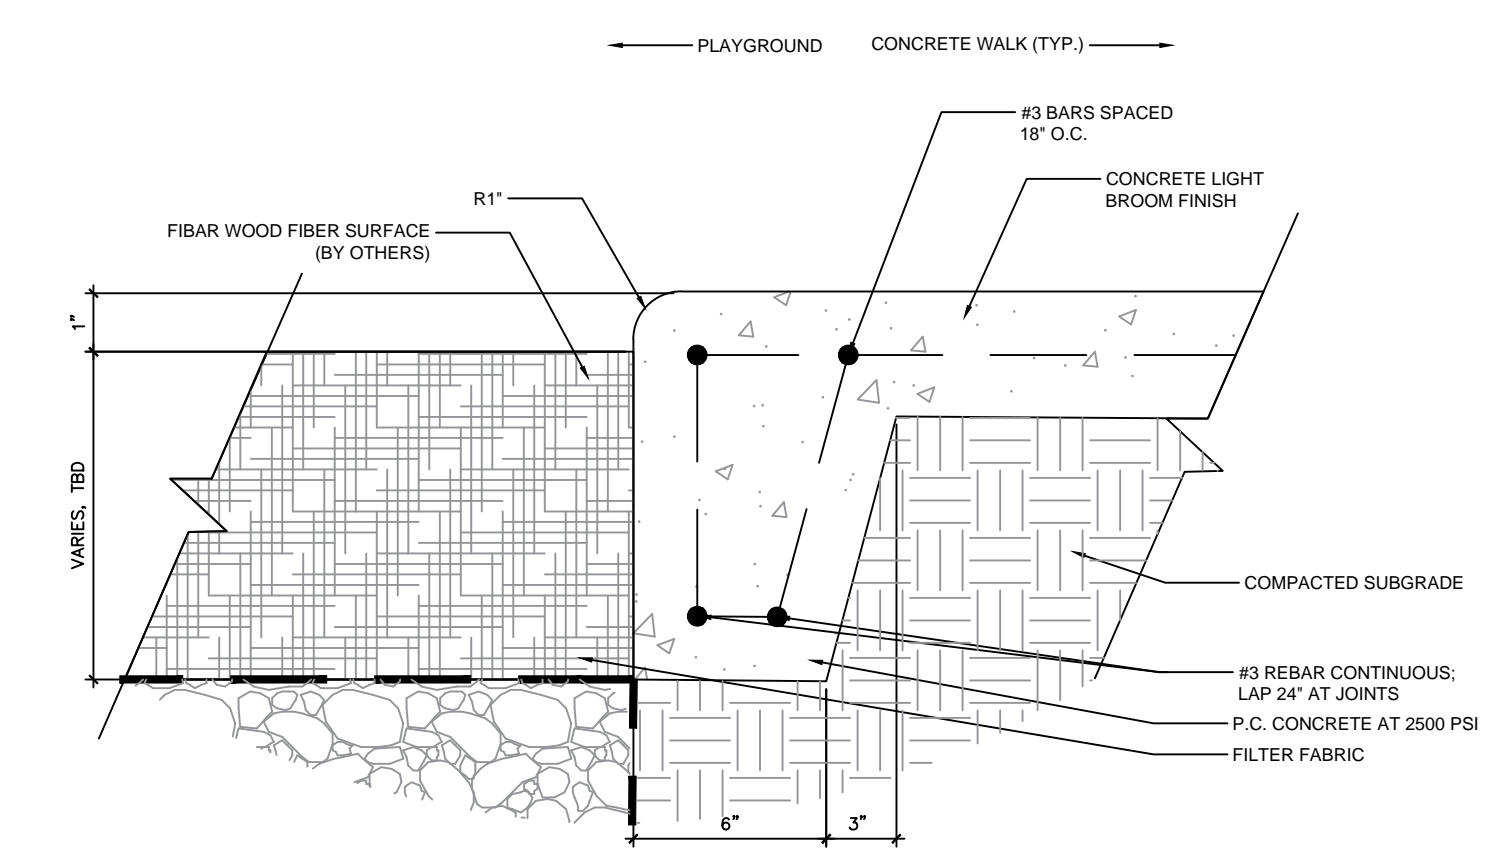 PLAYGROUND
CONCRETE WALK (TYP.)
#3 BARS SPACED
18" O.C.
CONCRETE LIGHT
BROOM FINISH
R1"
FIBAR WOOD FIBER SURFACE
(BY OTHERS)
1"
VARIES, TBD
COMPACTED SUBGRADE
#3 REBAR CONTINUOUS;
LAP 24" AT JOINTS
P.C. CONCRETE AT 2500 PSI
FILTER FABRIC
6"
3"